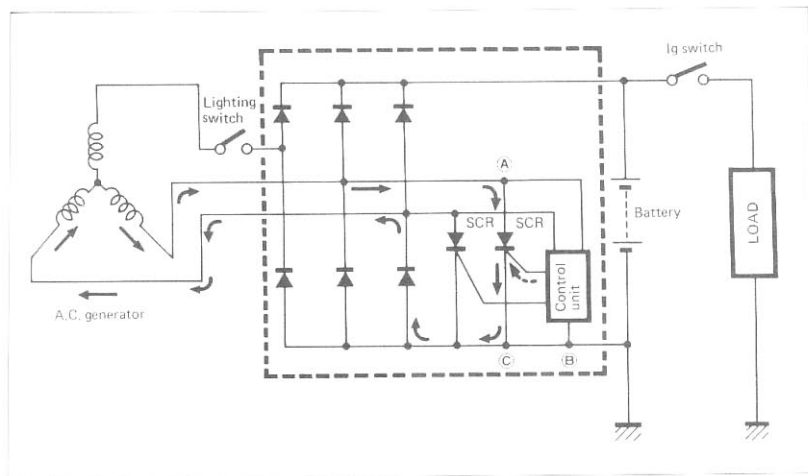 Ig switch
Lighting
switch
A
SCR
SCR
Battery
LOAD
Control
unit
A.C. generator
C
B